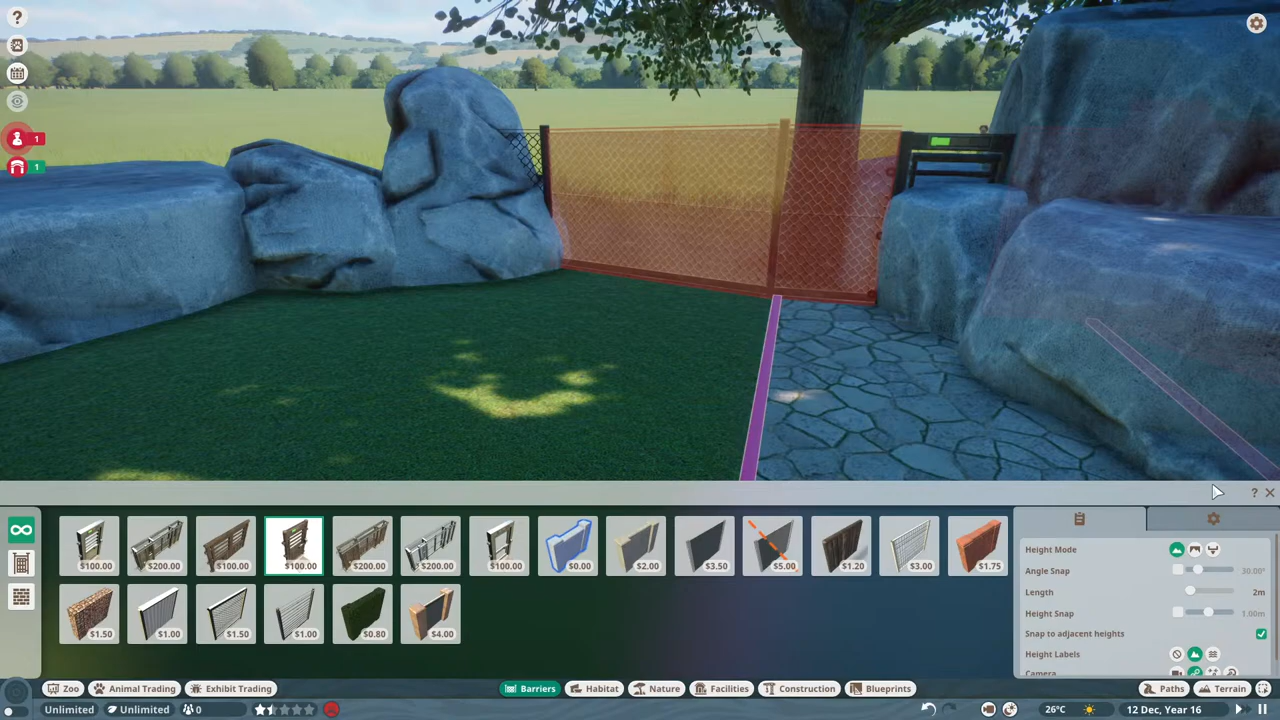 ?
1
1
?
$100.00
$200.00
$100.00
$100.00
$200.00
$200.00
$100.00
$0.00
$2.00
$3.50
$5.00
$1.20
$3.00
$1.75
$1.50
$1.00
$1.50
$1.00
$0.80
$4.00
Height Mode
Angle Snap 30.00°
Length 2m
Height Snap 1.00m
Snap to adjacent heights
Height Labels
Camera
Zoo
Animal Trading
Exhibit Trading
Barriers
Habitat
Nature
Facilities
Construction
Blueprints
Paths
Terrain
Unlimited
Unlimited
0
26°C
12 Dec, Year 16